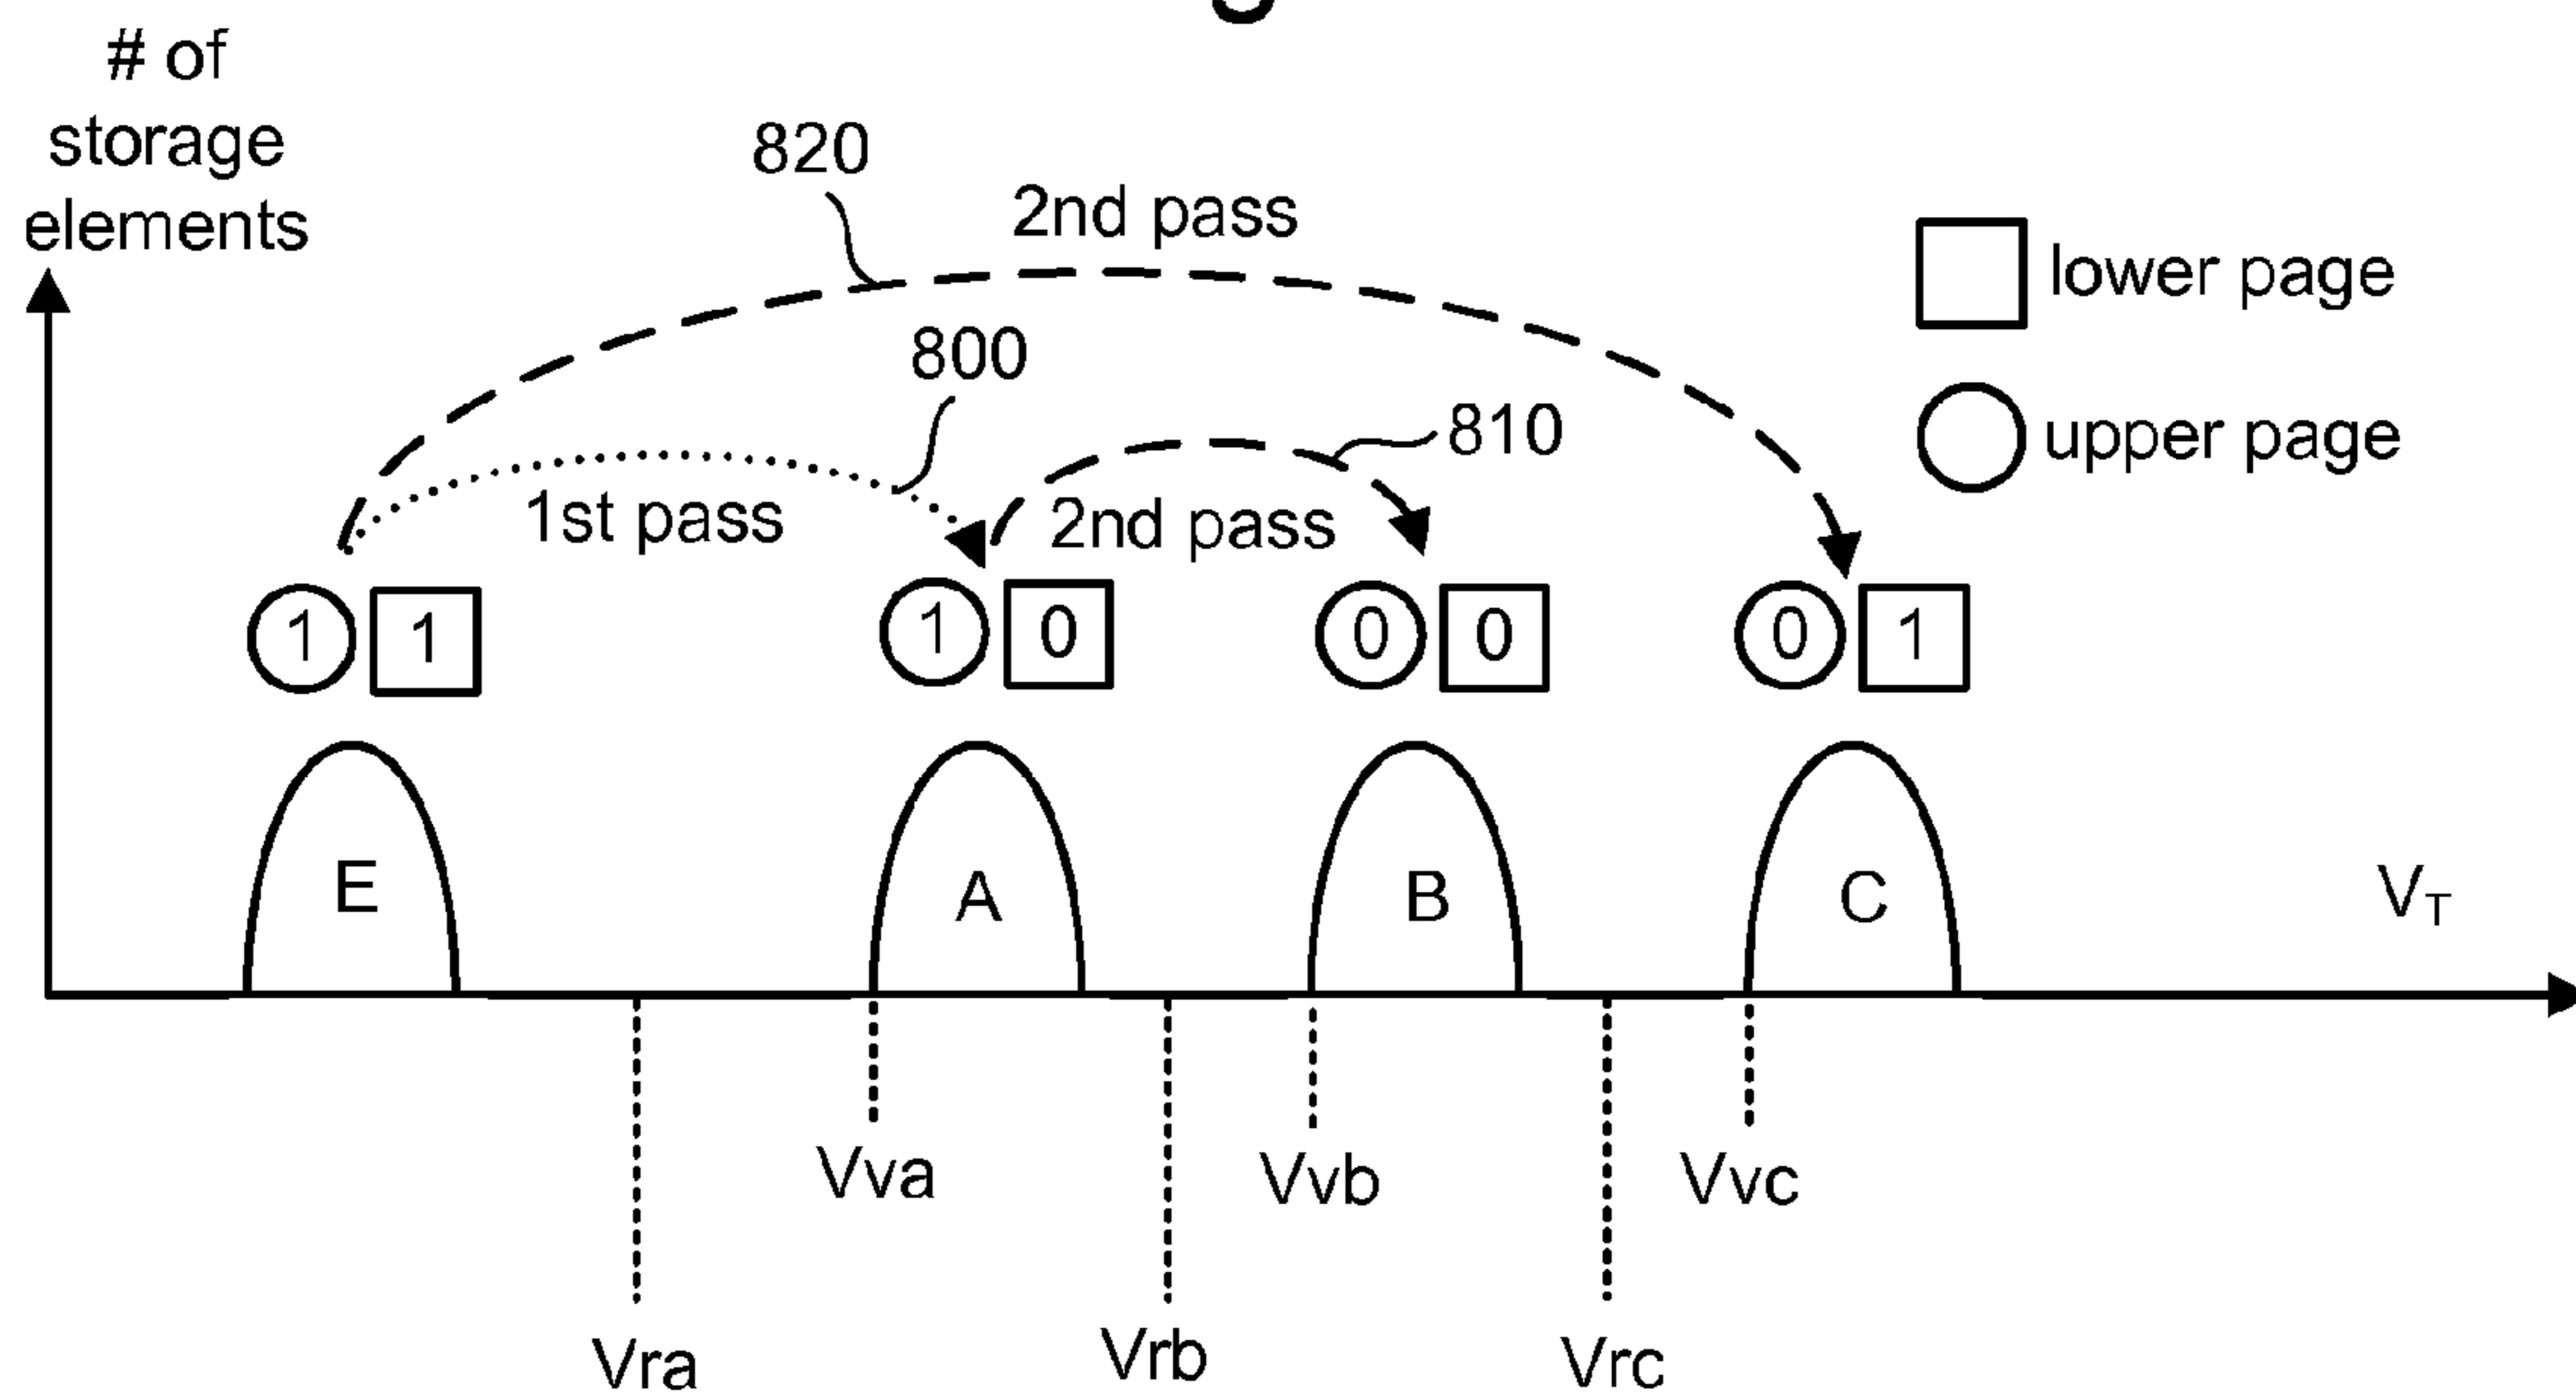 # of
storage
elements
820
2nd pass
lower page
800
810
upper page
1st pass
2nd pass
1 1
1 0
0 0
0 1
E
A
B
C
VT
Vva
Vvb
Vvc
Vra
Vrb
Vrc